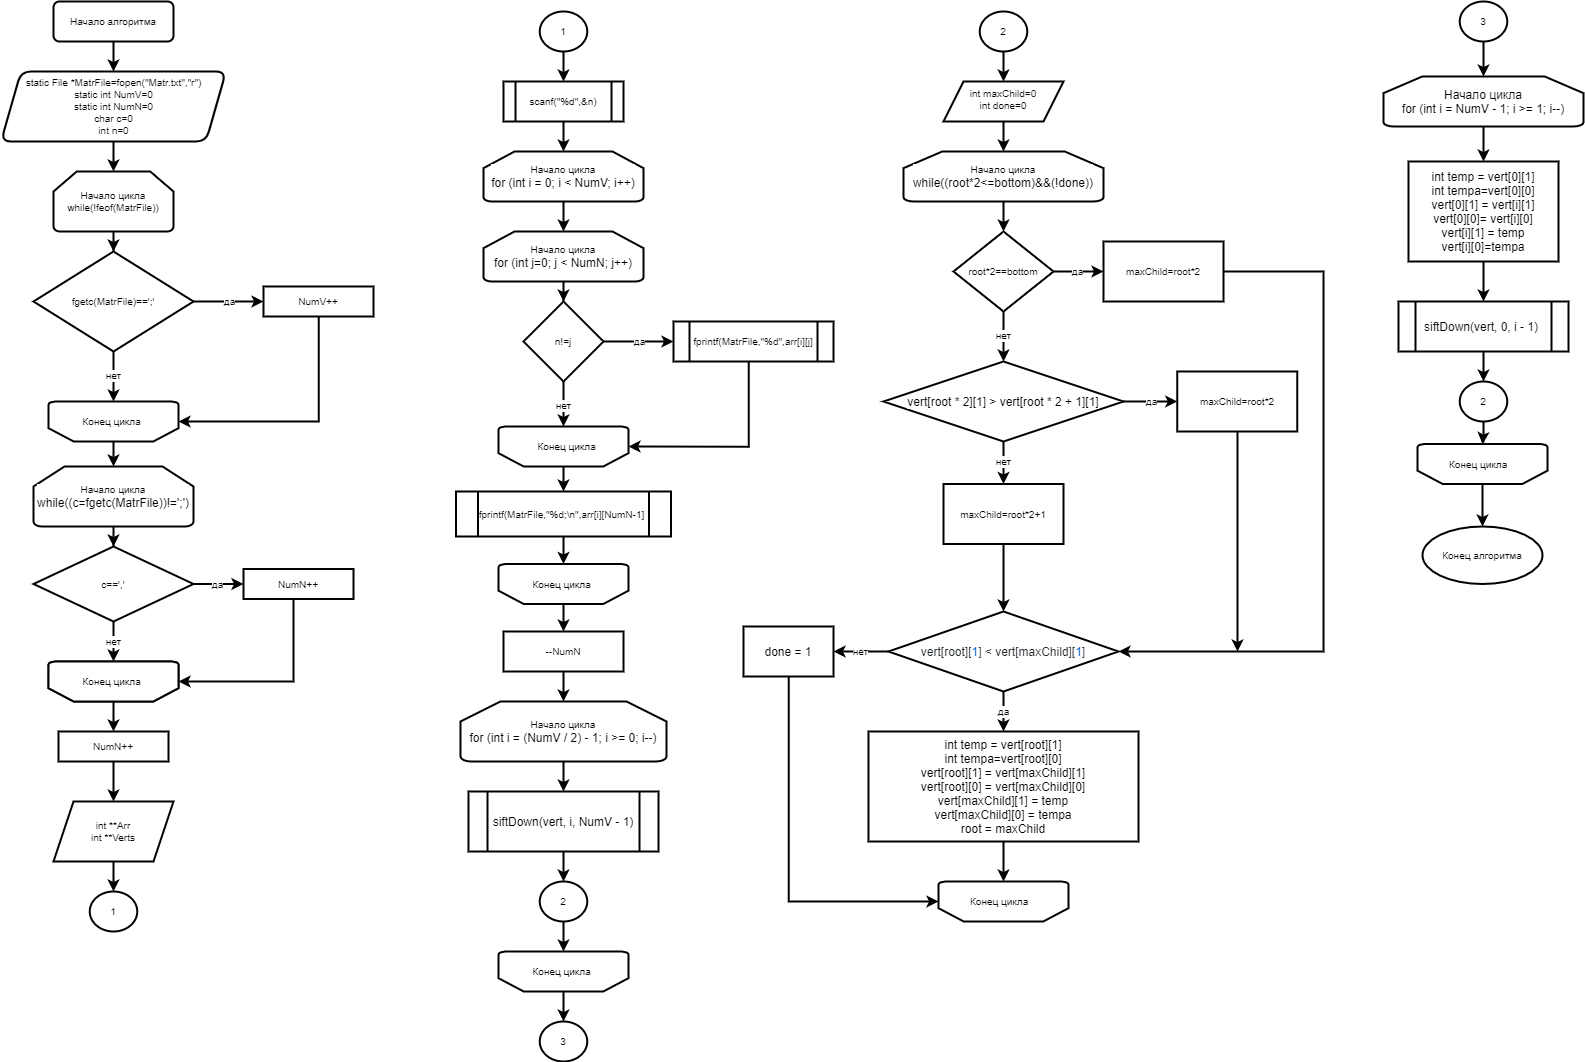 Начало алгоритма
static File *MatrFile=fopen("Matr.txt","r")
static int NumV=0
static int NumN=0
char c=0
int n=0
Начало цикла
while(!feof(MatrFile))
fgetc(MatrFile)==';'
да
NumV++
нет
Конец цикла
Начало цикла
while((c=fgetc(MatrFile))!=';')
c==','
да
NumN++
нет
Конец цикла
NumN++
int **Arr
int **Verts
1
1
scanf("%d",&n)
Начало цикла
for (int i = 0; i < NumV; i++)
Начало цикла
for (int j=0; j < NumN; j++)
n!=j
да
fprintf(MatrFile,"%d",arr[i][j]
нет
Конец цикла
fprintf(MatrFile,"%d;\n",arr[i][NumN-1]
Конец цикла
--NumN
Начало цикла
for (int i = (NumV / 2) - 1; i >= 0; i--)
siftDown(vert, i, NumV - 1)
2
Конец цикла
3
2
int maxChild=0
int done=0
Начало цикла
while((root*2<=bottom)&&(!done))
root*2==bottom
да
maxChild=root*2
нет
vert[root * 2][1] > vert[root * 2 + 1][1]
да
maxChild=root*2
нет
maxChild=root*2+1
vert[root][1] < vert[maxChild][1]
нет
done = 1
да
int temp = vert[root][1]
int tempa=vert[root][0]
vert[root][1] = vert[maxChild][1]
vert[root][0] = vert[maxChild][0]
vert[maxChild][1] = temp
vert[maxChild][0] = tempa
root = maxChild
Конец цикла
3
Начало цикла
for (int i = NumV - 1; i >= 1; i--)
int temp = vert[0][1]
int tempa=vert[0][0]
vert[0][1] = vert[i][1]
vert[0][0]= vert[i][0]
vert[i][1] = temp
vert[i][0]=tempa
siftDown(vert, 0, i - 1)
2
Конец цикла
Конец алгоритма